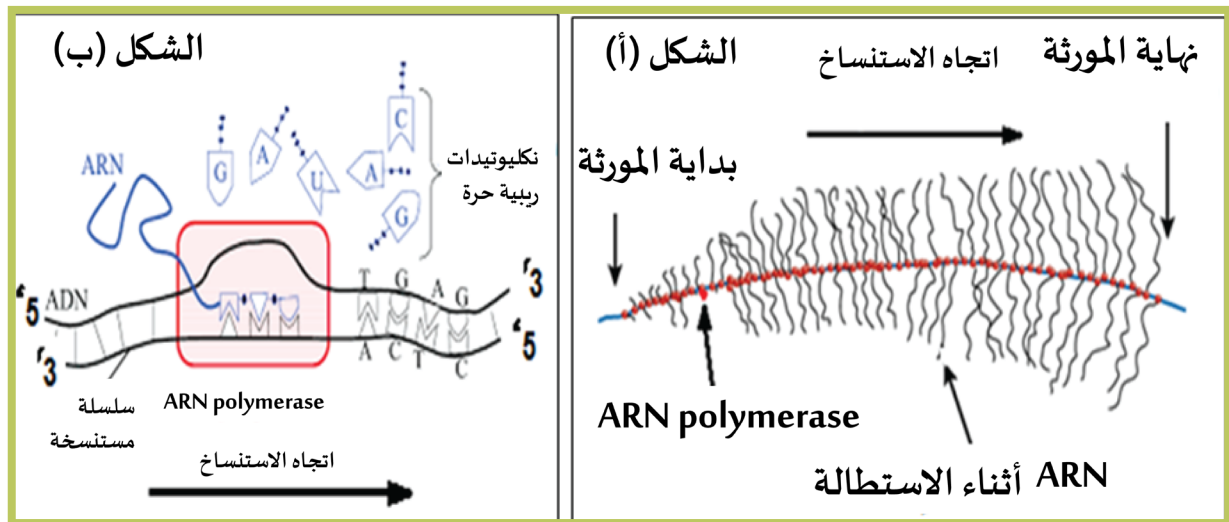 الشكل (أ)
اتجاه الاستنساخ
نهاية المورثة
بداية المورثة
ARN polymerase
ARN أثناء الاستطالة
الشكل (ب)
نكليوتيدات
ريبية حرة
C
G
A
U
A
G
ARN
T G A G
3'
5' ADN
A C T C
5'
3'
سلسلة
مستنسخة
ARN polymerase
اتجاه الاستنساخ